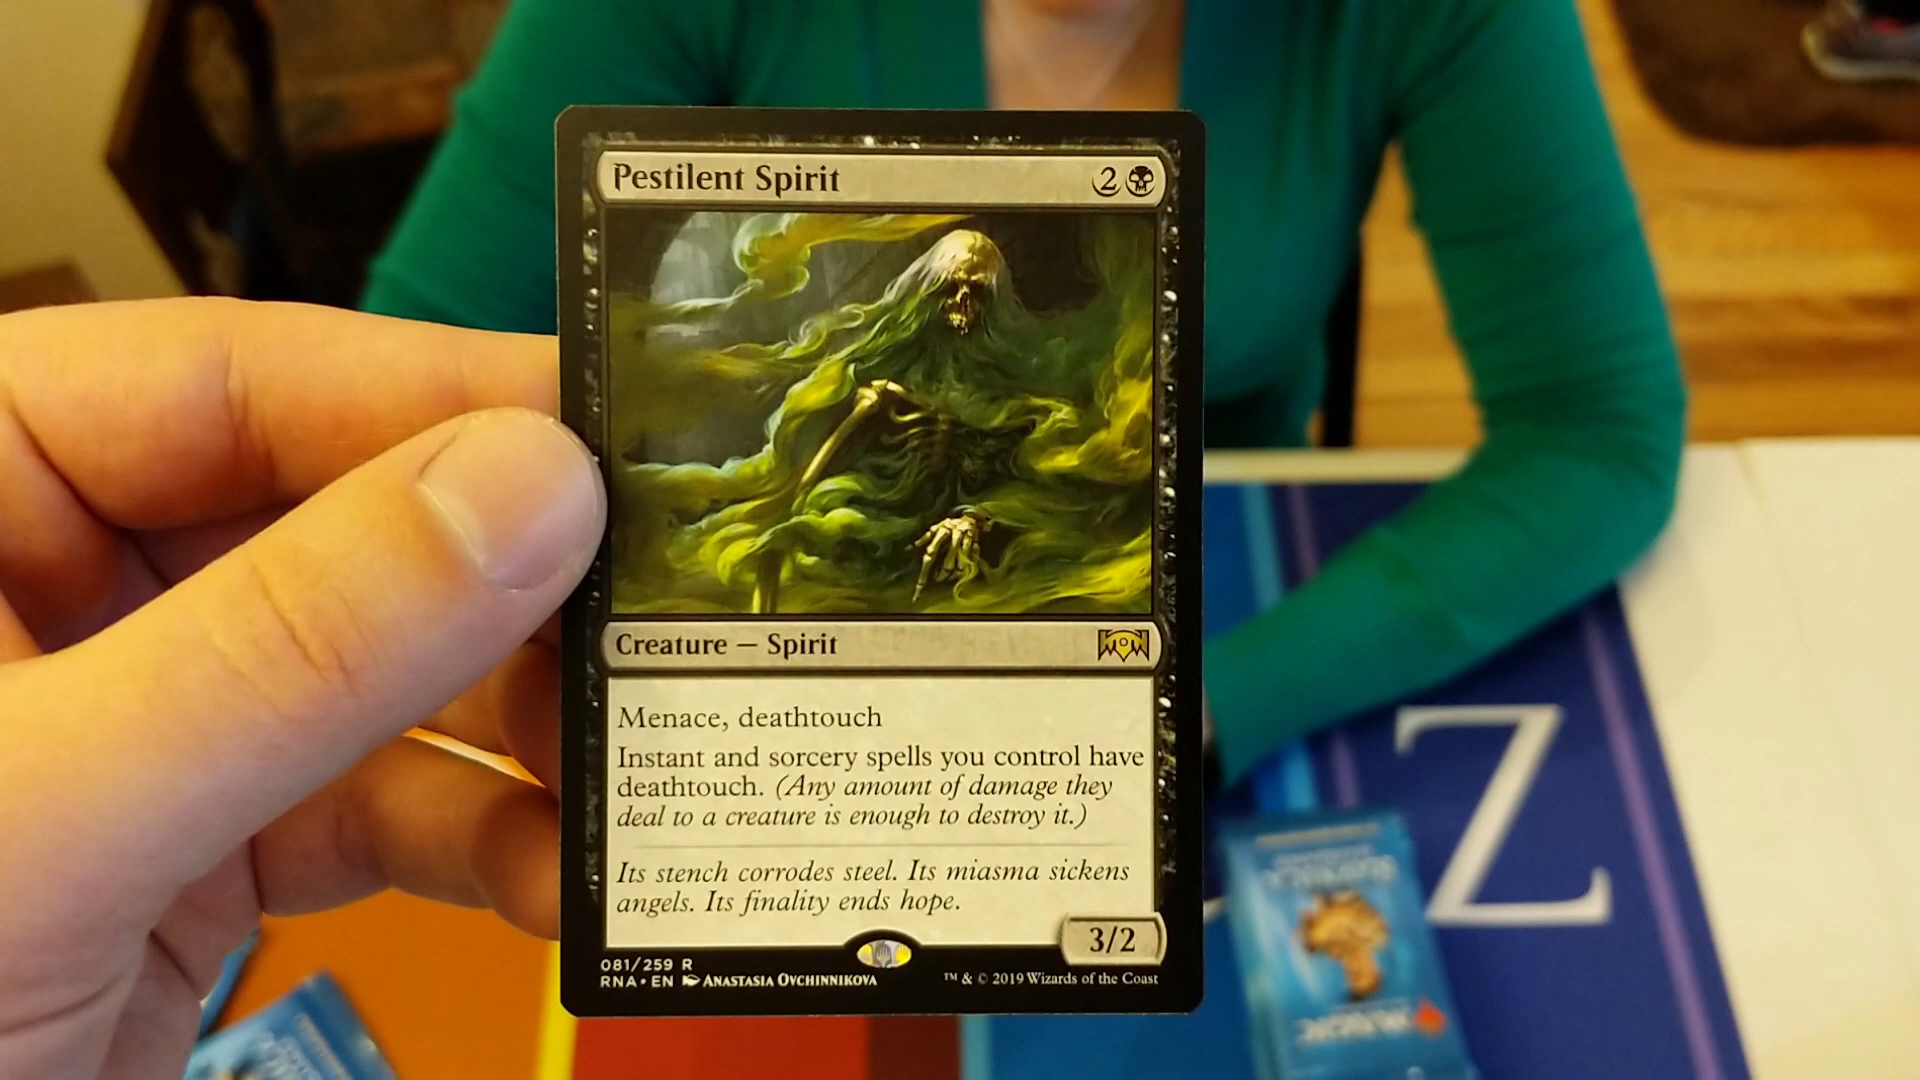 Pestilent Spirit 2
Creature — Spirit
Menace, deathtouch
Instant and sorcery spells you control have
deathtouch. (Any amount of damage they
deal to a creature is enough to destroy it.)
Its stench corrodes steel. Its miasma sickens
angels. Its finality ends hope.
3/2
081/259 R
RNA • EN ANASTASIA OVCHINNIKOVA
™ & © 2019 Wizards of the Coast
Z
MAGIC